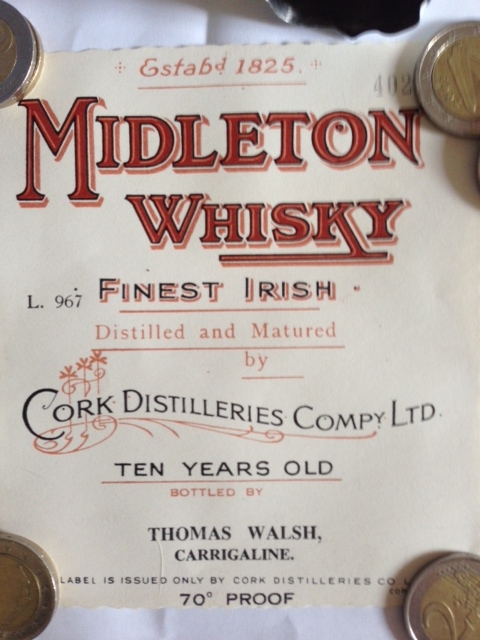 Estabd 1825.
402
MIDLETON
WHISKY
FINEST IRISH
L. 967
Distilled and Matured
by
CORK DISTILLERIES COMPY LTD.
TEN YEARS OLD
BOTTLED BY
THOMAS WALSH,
CARRIGALINE.
LABEL IS ISSUED ONLY BY CORK DISTILLERIES CO L
70° PROOF